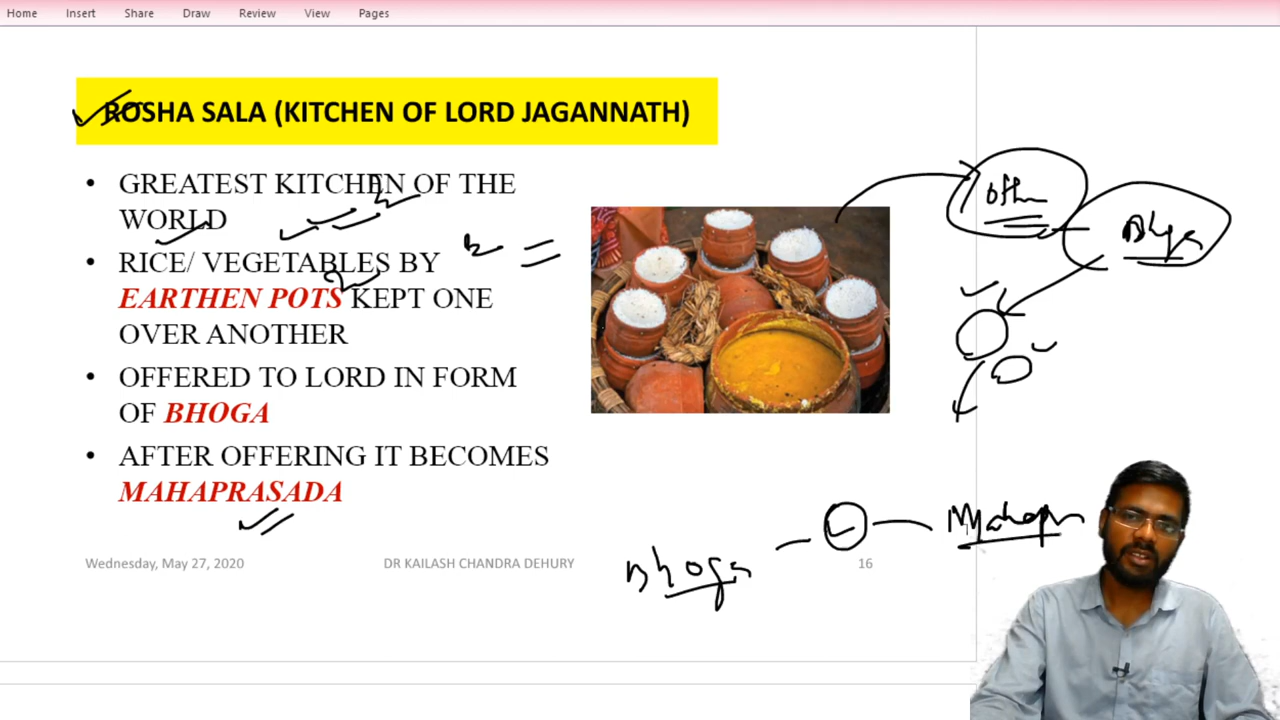 Home Insert Share Draw Review View Pages
ROSHA SALA (KITCHEN OF LORD JAGANNATH)
• GREATEST KITCHEN OF THE
WORLD
• RICE/ VEGETABLES BY
EARTHEN POTS KEPT ONE
OVER ANOTHER
• OFFERED TO LORD IN FORM
OF BHOGA
• AFTER OFFERING IT BECOMES
MAHAPRASADA
Bhoga
Wednesday, May 27, 2020 DR KAILASH CHANDRA DEHURY 16